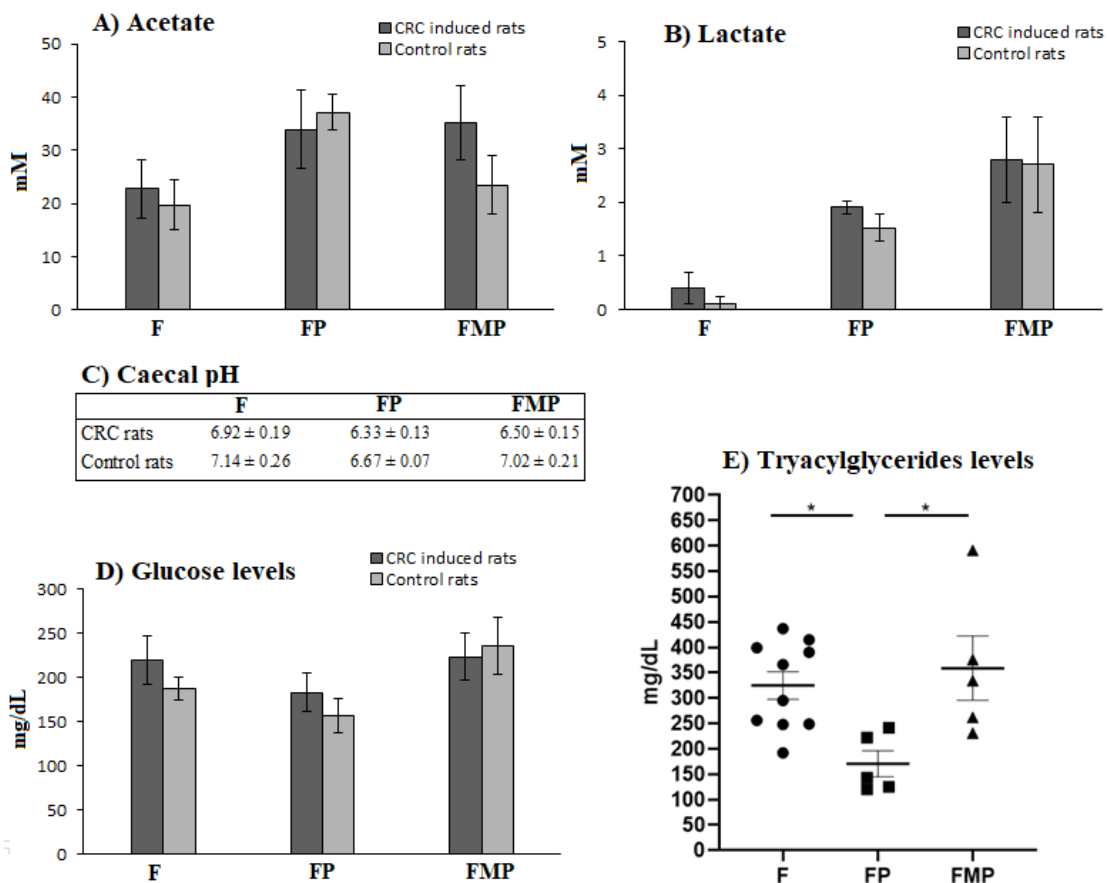 A) Acetate
CRC induced rats
Control rats
50
40
30
20
10
0
mM
F FP FMP
B) Lactate
CRC induced rats
Control rats
5
4
3
2
1
0
mM
F FP FMP
C) Caecal pH
F FP FMP
CRC rats 6.92 ± 0.19 6.33 ± 0.13 6.50 ± 0.15
Control rats 7.14 ± 0.26 6.67 ± 0.07 7.02 ± 0.21
D) Glucose levels
CRC induced rats
Control rats
300
250
200
150
100
50
0
mg/dL
F FP FMP
E) Tryacylglycerides levels
* *
700
650
600
550
500
450
400
350
300
250
200
150
100
50
0
mg/dL
F FP FMP